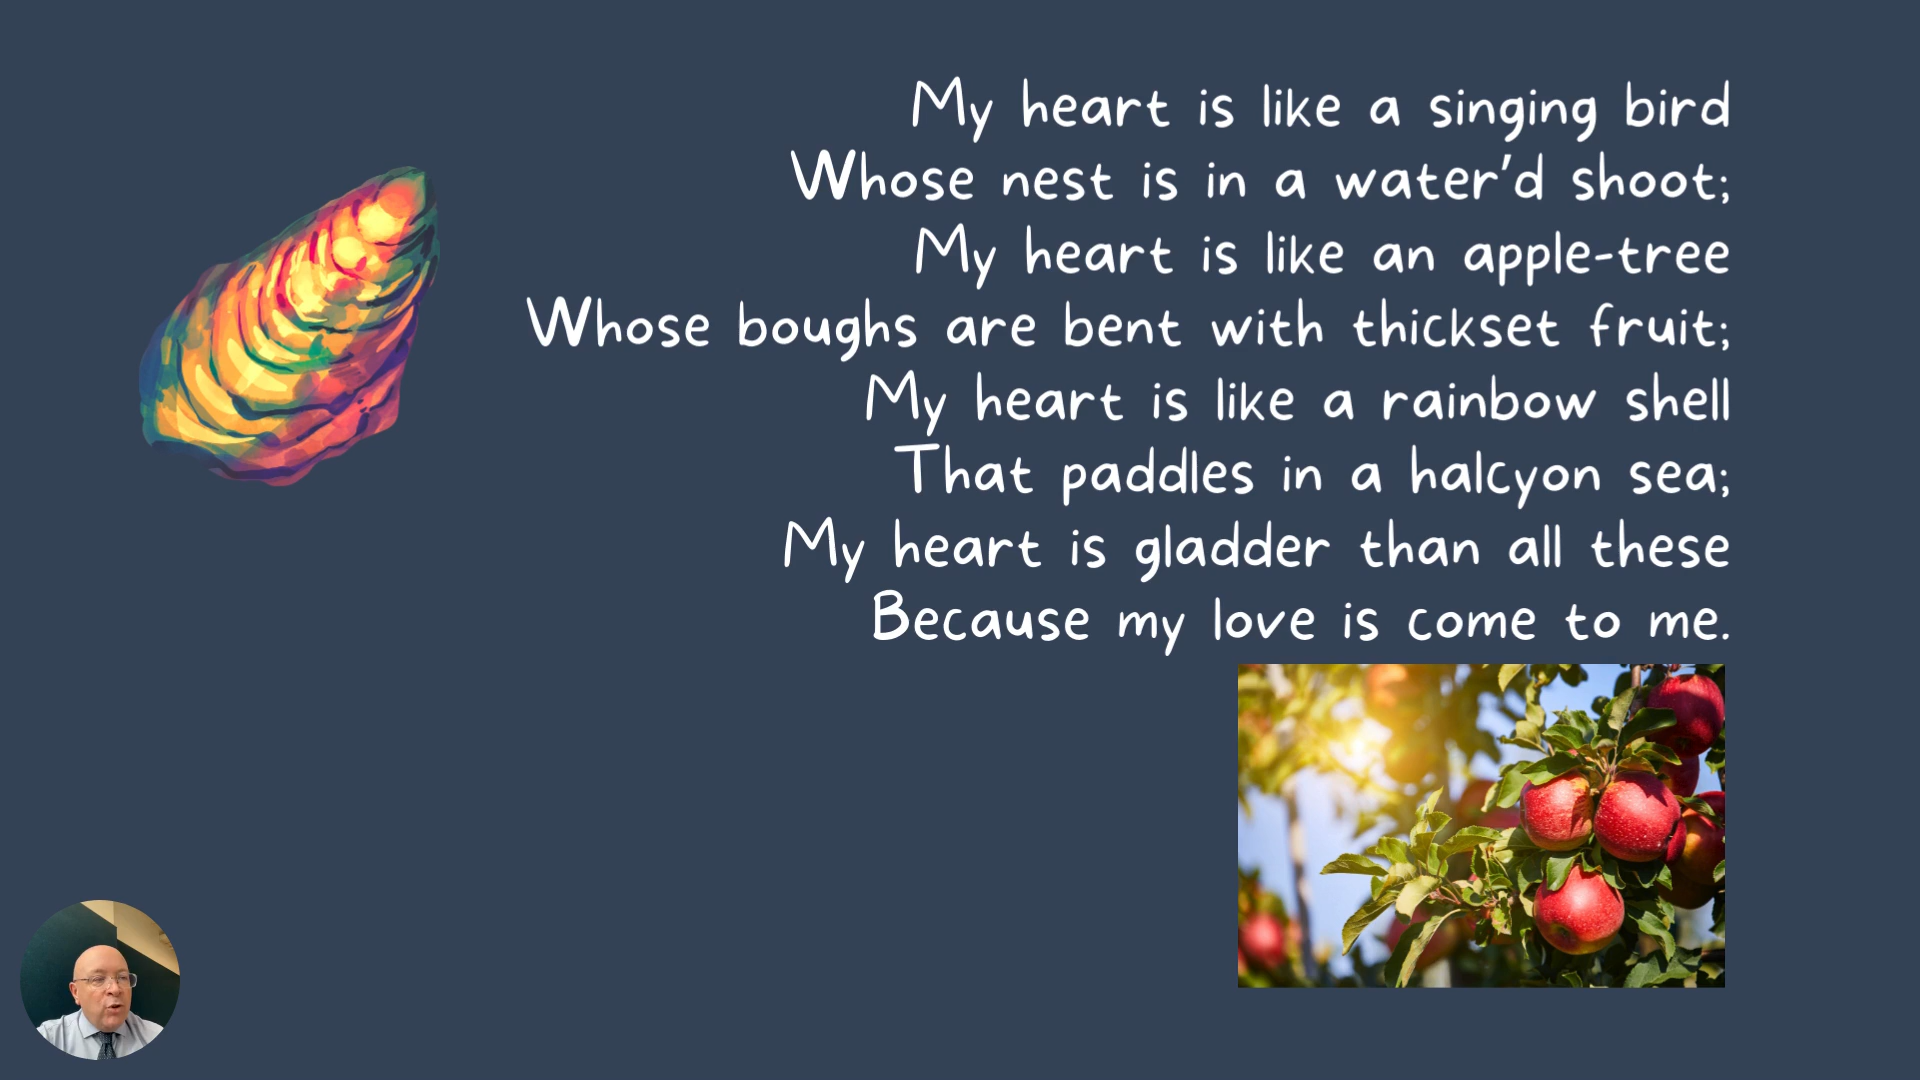 My heart is like a singing bird
Whose nest is in a water’d shoot;
My heart is like an apple-tree
Whose boughs are bent with thickset fruit;
My heart is like a rainbow shell
That paddles in a halcyon sea;
My heart is gladder than all these
Because my love is come to me.